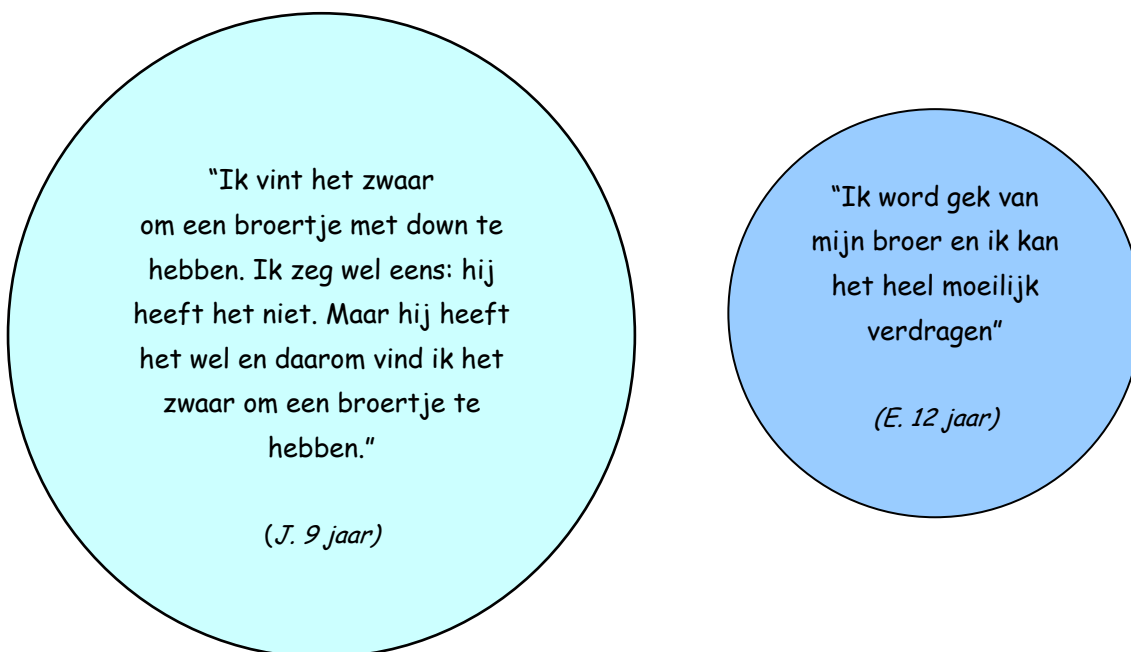 “Ik vint het zwaar
om een broertje met down te
hebben. Ik zeg wel eens: hij
heeft het niet. Maar hij heeft
het wel en daarom vind ik het
zwaar om een broertje te
hebben.”
(J. 9 jaar)
“Ik word gek van
mijn broer en ik kan
het heel moeilijk
verdragen”
(E. 12 jaar)